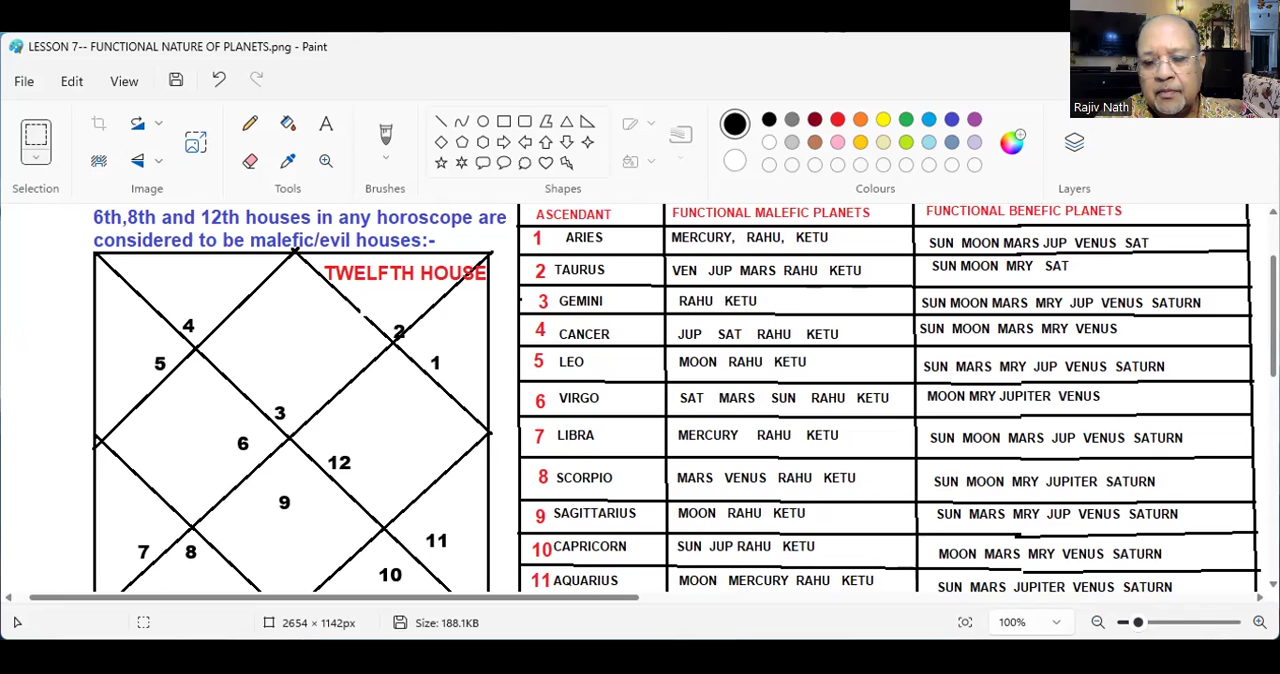 LESSON 7-- FUNCTIONAL NATURE OF PLANETS.png - Paint
File Edit View
Rajiv Nath
Selection Image Tools Brushes Shapes Colours Layers
6th,8th and 12th houses in any horoscope are
considered to be malefic/evil houses:-
TWELFTH HOUSE
4
2
5
1
3
6
12
9
11
7 8
10
ASCENDANT FUNCTIONAL MALEFIC PLANETS FUNCTIONAL BENEFIC PLANETS
1 ARIES MERCURY, RAHU, KETU SUN MOON MARS JUP VENUS SAT
2 TAURUS VEN JUP MARS RAHU KETU SUN MOON MRY SAT
3 GEMINI RAHU KETU SUN MOON MARS MRY JUP VENUS SATURN
4 CANCER JUP SAT RAHU KETU SUN MOON MARS MRY VENUS
5 LEO MOON RAHU KETU SUN MARS MRY JUP VENUS SATURN
6 VIRGO SAT MARS SUN RAHU KETU MOON MRY JUPITER VENUS
7 LIBRA MERCURY RAHU KETU SUN MOON MARS JUP VENUS SATURN
8 SCORPIO MARS VENUS RAHU KETU SUN MOON MRY JUPITER SATURN
9 SAGITTARIUS MOON RAHU KETU SUN MARS MRY JUP VENUS SATURN
10 CAPRICORN SUN JUP RAHU KETU MOON MARS MRY VENUS SATURN
11 AQUARIUS MOON MERCURY RAHU KETU SUN MARS JUPITER VENUS SATURN
2654 × 1142px Size: 188.1KB 100%